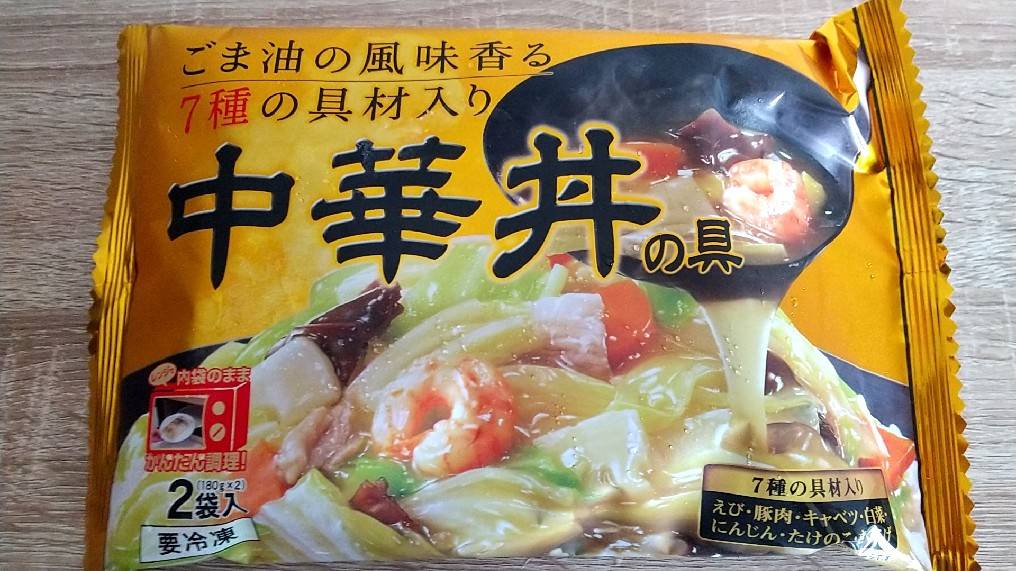 ごま油の風味香る
7種の具材入り
中華丼の具
内袋のまま
かんたん調理!
2袋入(180g×2)
要冷凍
7種の具材入り
えび・豚肉・キャベツ・白菜・
にんじん・たけのこ